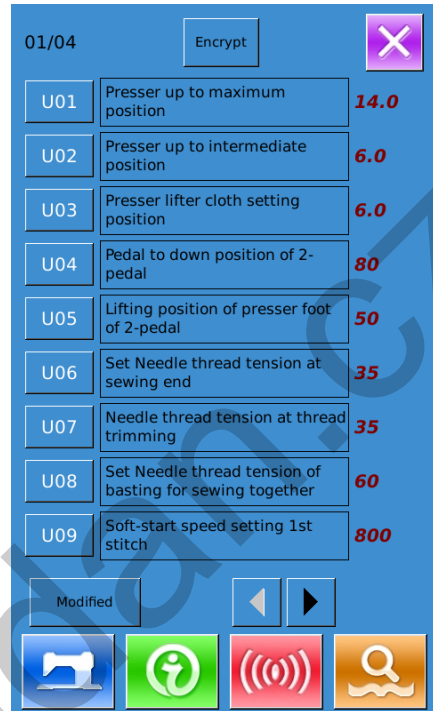 01/04
Encrypt
U01
Presser up to maximum
position
14.0
U02
Presser up to intermediate
position
6.0
U03
Presser lifter cloth setting
position
6.0
U04
Pedal to down position of 2-
pedal
80
U05
Lifting position of presser foot
of 2-pedal
50
U06
Set Needle thread tension at
sewing end
35
U07
Needle thread tension at thread
trimming
35
U08
Set Needle thread tension of
basting for sewing together
60
U09
Soft-start speed setting 1st
stitch
800
Modified
dan.cz